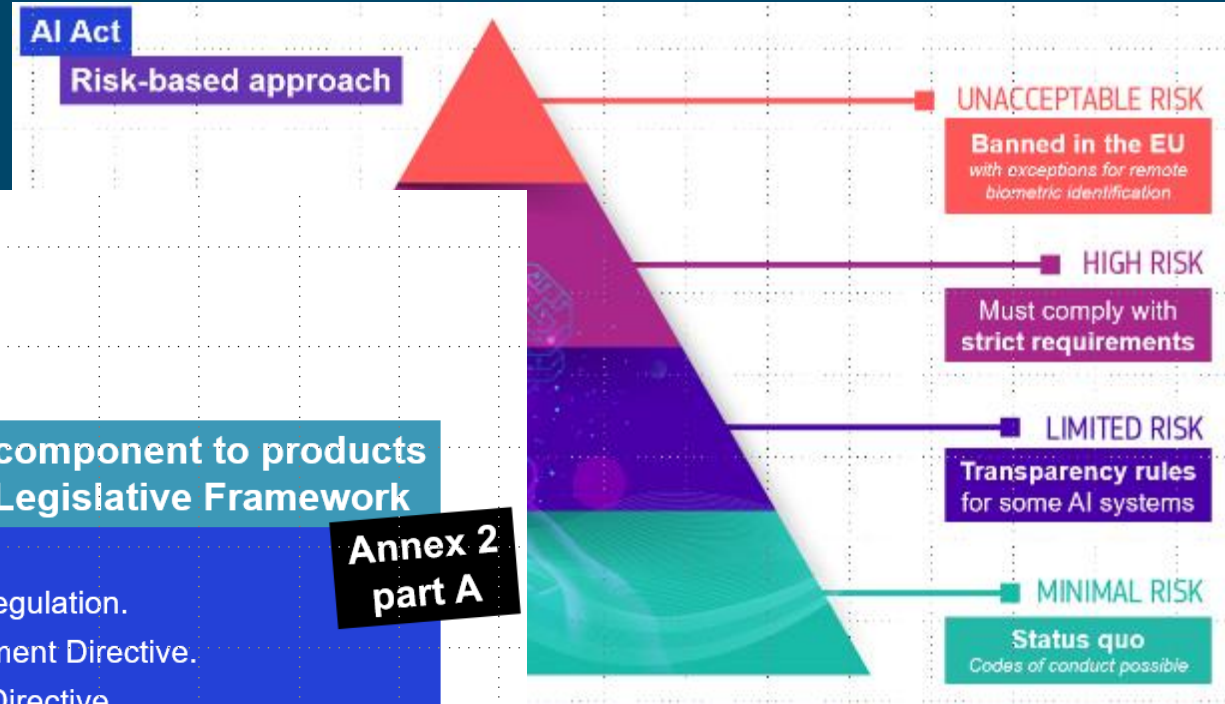 AI Act
Risk-based approach
UNACCEPTABLE RISK
Banned in the EU
with exceptions for remote
biometric identification
HIGH RISK
Must comply with
strict requirements
LIMITED RISK
Transparency rules
for some AI systems
MINIMAL RISK
Status quo
Codes of conduct possible
component to products
Legislative Framework
Annex 2
part A
egulation.
nent Directive.
Directive